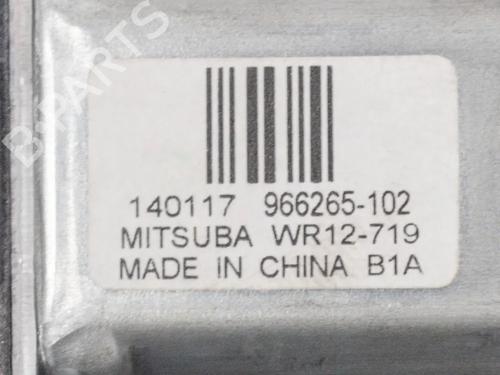 B-PARTS
140117 966265-102
MITSUBA WR12-719
MADE IN CHINA B1A